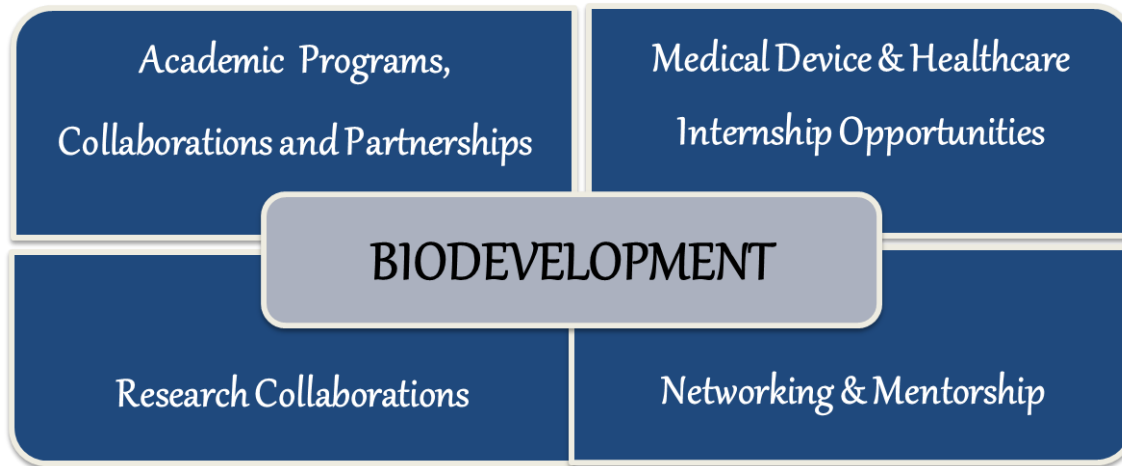 Academic Programs,
Collaborations and Partnerships
Medical Device & Healthcare
Internship Opportunities
BIODEVELOPMENT
Research Collaborations
Networking & Mentorship